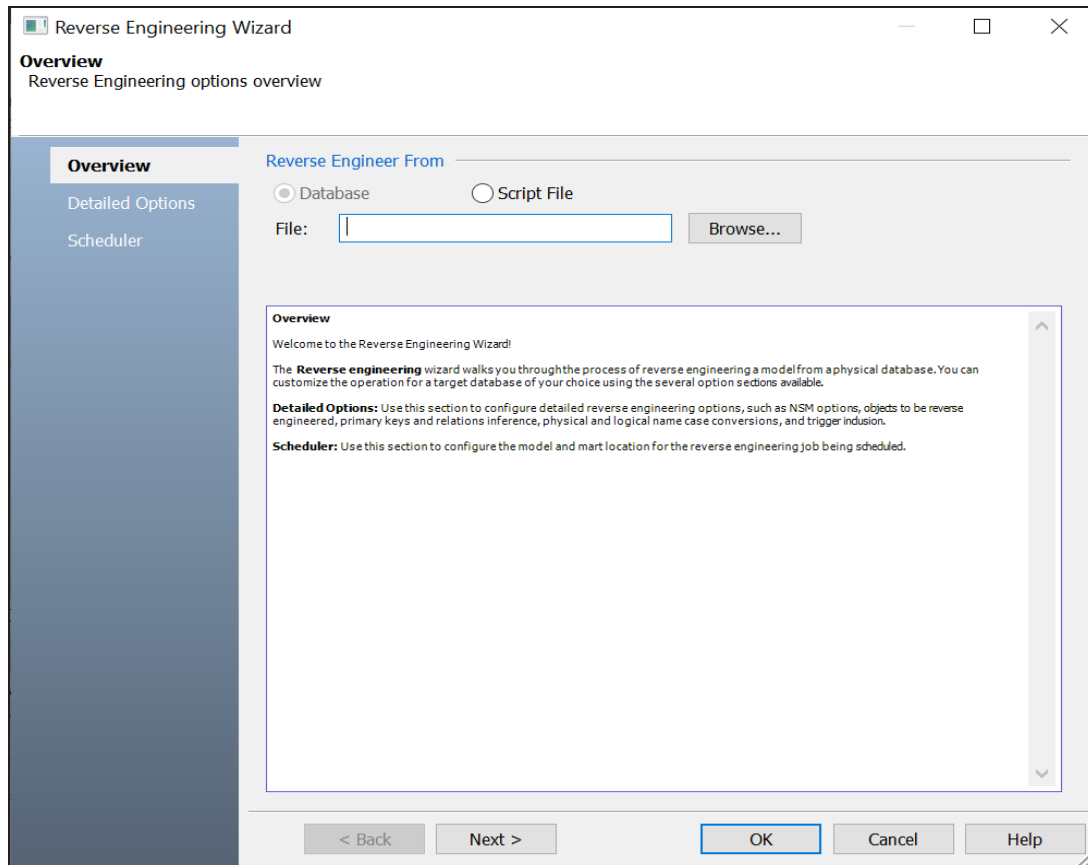 Reverse Engineering Wizard
Overview
Reverse Engineering options overview
Overview
Detailed Options
Scheduler
Reverse Engineer From
Database
Script File
File:
Browse...
Overview
Welcome to the Reverse Engineering Wizard!
The Reverse engineering wizard walks you through the process of reverse engineering a model from a physical database. You can
customize the operation for a target database of your choice using the several option sections available.
Detailed Options: Use this section to configure detailed reverse engineering options, such as NSM options, objects to be reverse
engineered, primary keys and relations inference, physical and logical name case conversions, and trigger inclusion.
Scheduler: Use this section to configure the model and mart location for the reverse engineering job being scheduled.
< Back
Next >
OK
Cancel
Help